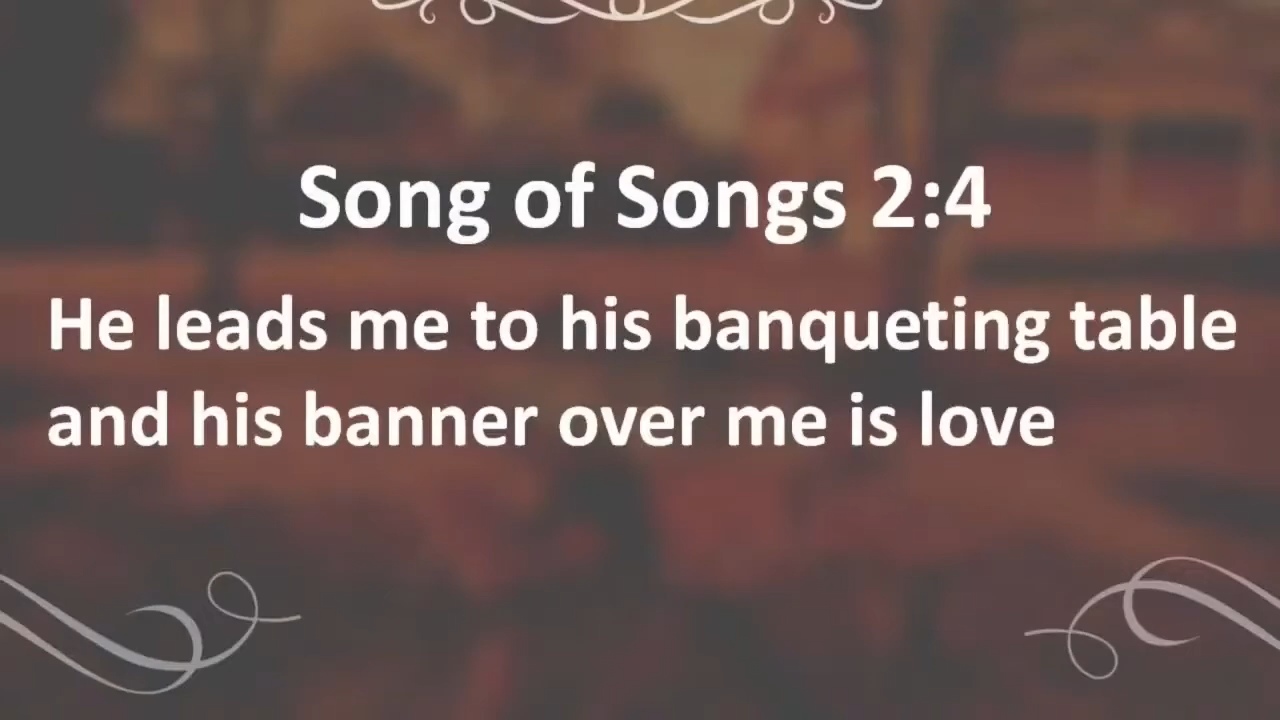 Song of Songs 2:4
He leads me to his banqueting table
and his banner over me is love